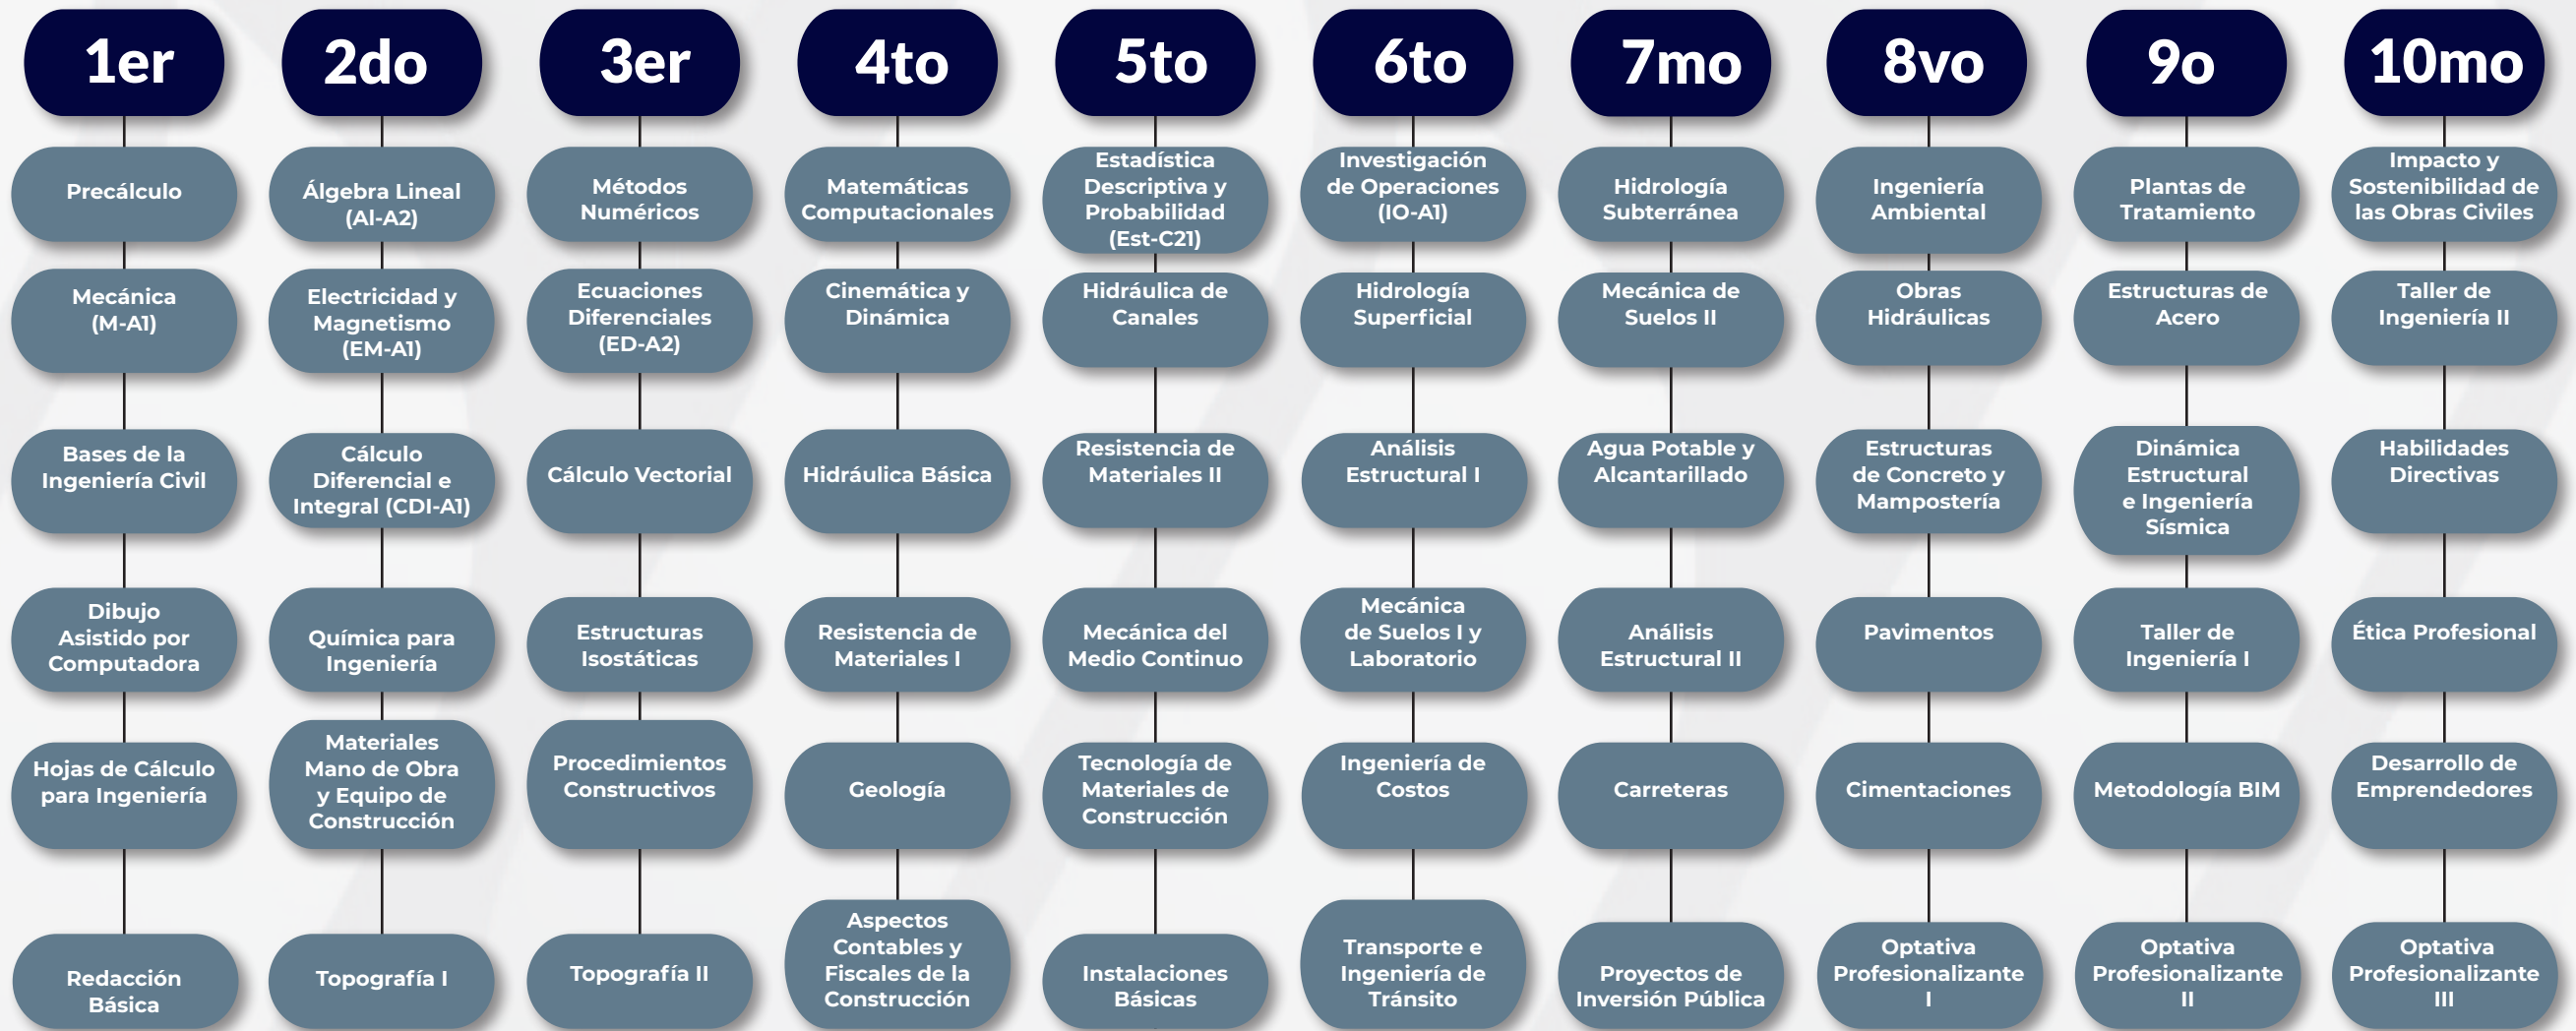 1er
Precálculo
Mecánica
(M-A1)
Bases de la
Ingeniería Civil
Dibujo
Asistido por
Computadora
Hojas de Cálculo
para Ingeniería
Redacción
Básica
2do
Álgebra Lineal
(Al-A2)
Electricidad y
Magnetismo
(EM-A1)
Cálculo
Diferencial e
Integral (CDI-A1)
Química para
Ingeniería
Materiales
Mano de Obra
y Equipo de
Construcción
Topografía I
3er
Métodos
Numéricos
Ecuaciones
Diferenciales
(ED-A2)
Cálculo Vectorial
Estructuras
Isostáticas
Procedimientos
Constructivos
Topografía II
4to
Matemáticas
Computacionales
Cinemática y
Dinámica
Hidráulica Básica
Resistencia de
Materiales I
Geología
Aspectos
Contables y
Fiscales de la
Construcción
5to
Estadística
Descriptiva y
Probabilidad
(Est-C21)
Hidráulica de
Canales
Resistencia de
Materiales II
Mecánica del
Medio Continuo
Tecnología de
Materiales de
Construcción
Instalaciones
Básicas
6to
Investigación
de Operaciones
(IO-A1)
Hidrología
Superficial
Análisis
Estructural I
Mecánica
de Suelos I y
Laboratorio
Ingeniería de
Costos
Transporte e
Ingeniería de
Tránsito
7mo
Hidrología
Subterránea
Mecánica de
Suelos II
Agua Potable y
Alcantarillado
Análisis
Estructural II
Carreteras
Proyectos de
Inversión Pública
8vo
Ingeniería
Ambiental
Obras
Hidráulicas
Estructuras
de Concreto y
Mampostería
Pavimentos
Cimentaciones
Optativa
Profesionalizante
I
9o
Plantas de
Tratamiento
Estructuras de
Acero
Dinámica
Estructural
e Ingeniería
Sísmica
Taller de
Ingeniería I
Metodología BIM
Optativa
Profesionalizante
II
10mo
Impacto y
Sostenibilidad de
las Obras Civiles
Taller de
Ingeniería II
Habilidades
Directivas
Ética Profesional
Desarrollo de
Emprendedores
Optativa
Profesionalizante
III